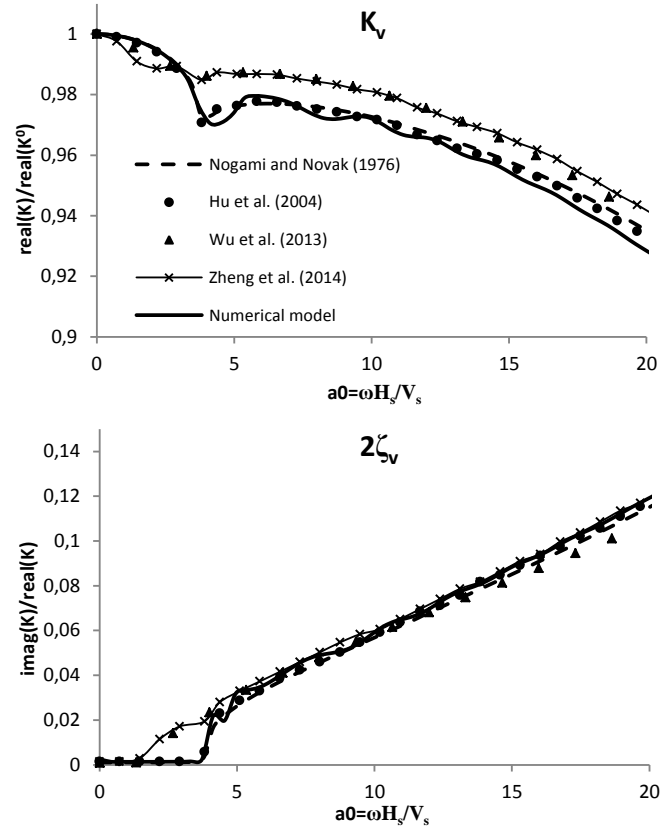 Kv
1
0,98
0,96
0,94
0,92
0,9
real(K)/real(K⁰)
Nogami and Novak (1976)
Hu et al. (2004)
Wu et al. (2013)
Zheng et al. (2014)
Numerical model
0 5 10 15 20
a0=ωHs/Vs
2ζv
0,14
0,12
0,1
0,08
0,06
0,04
0,02
0
imag(K)/real(K)
0 5 10 15 20
a0=ωHs/Vs